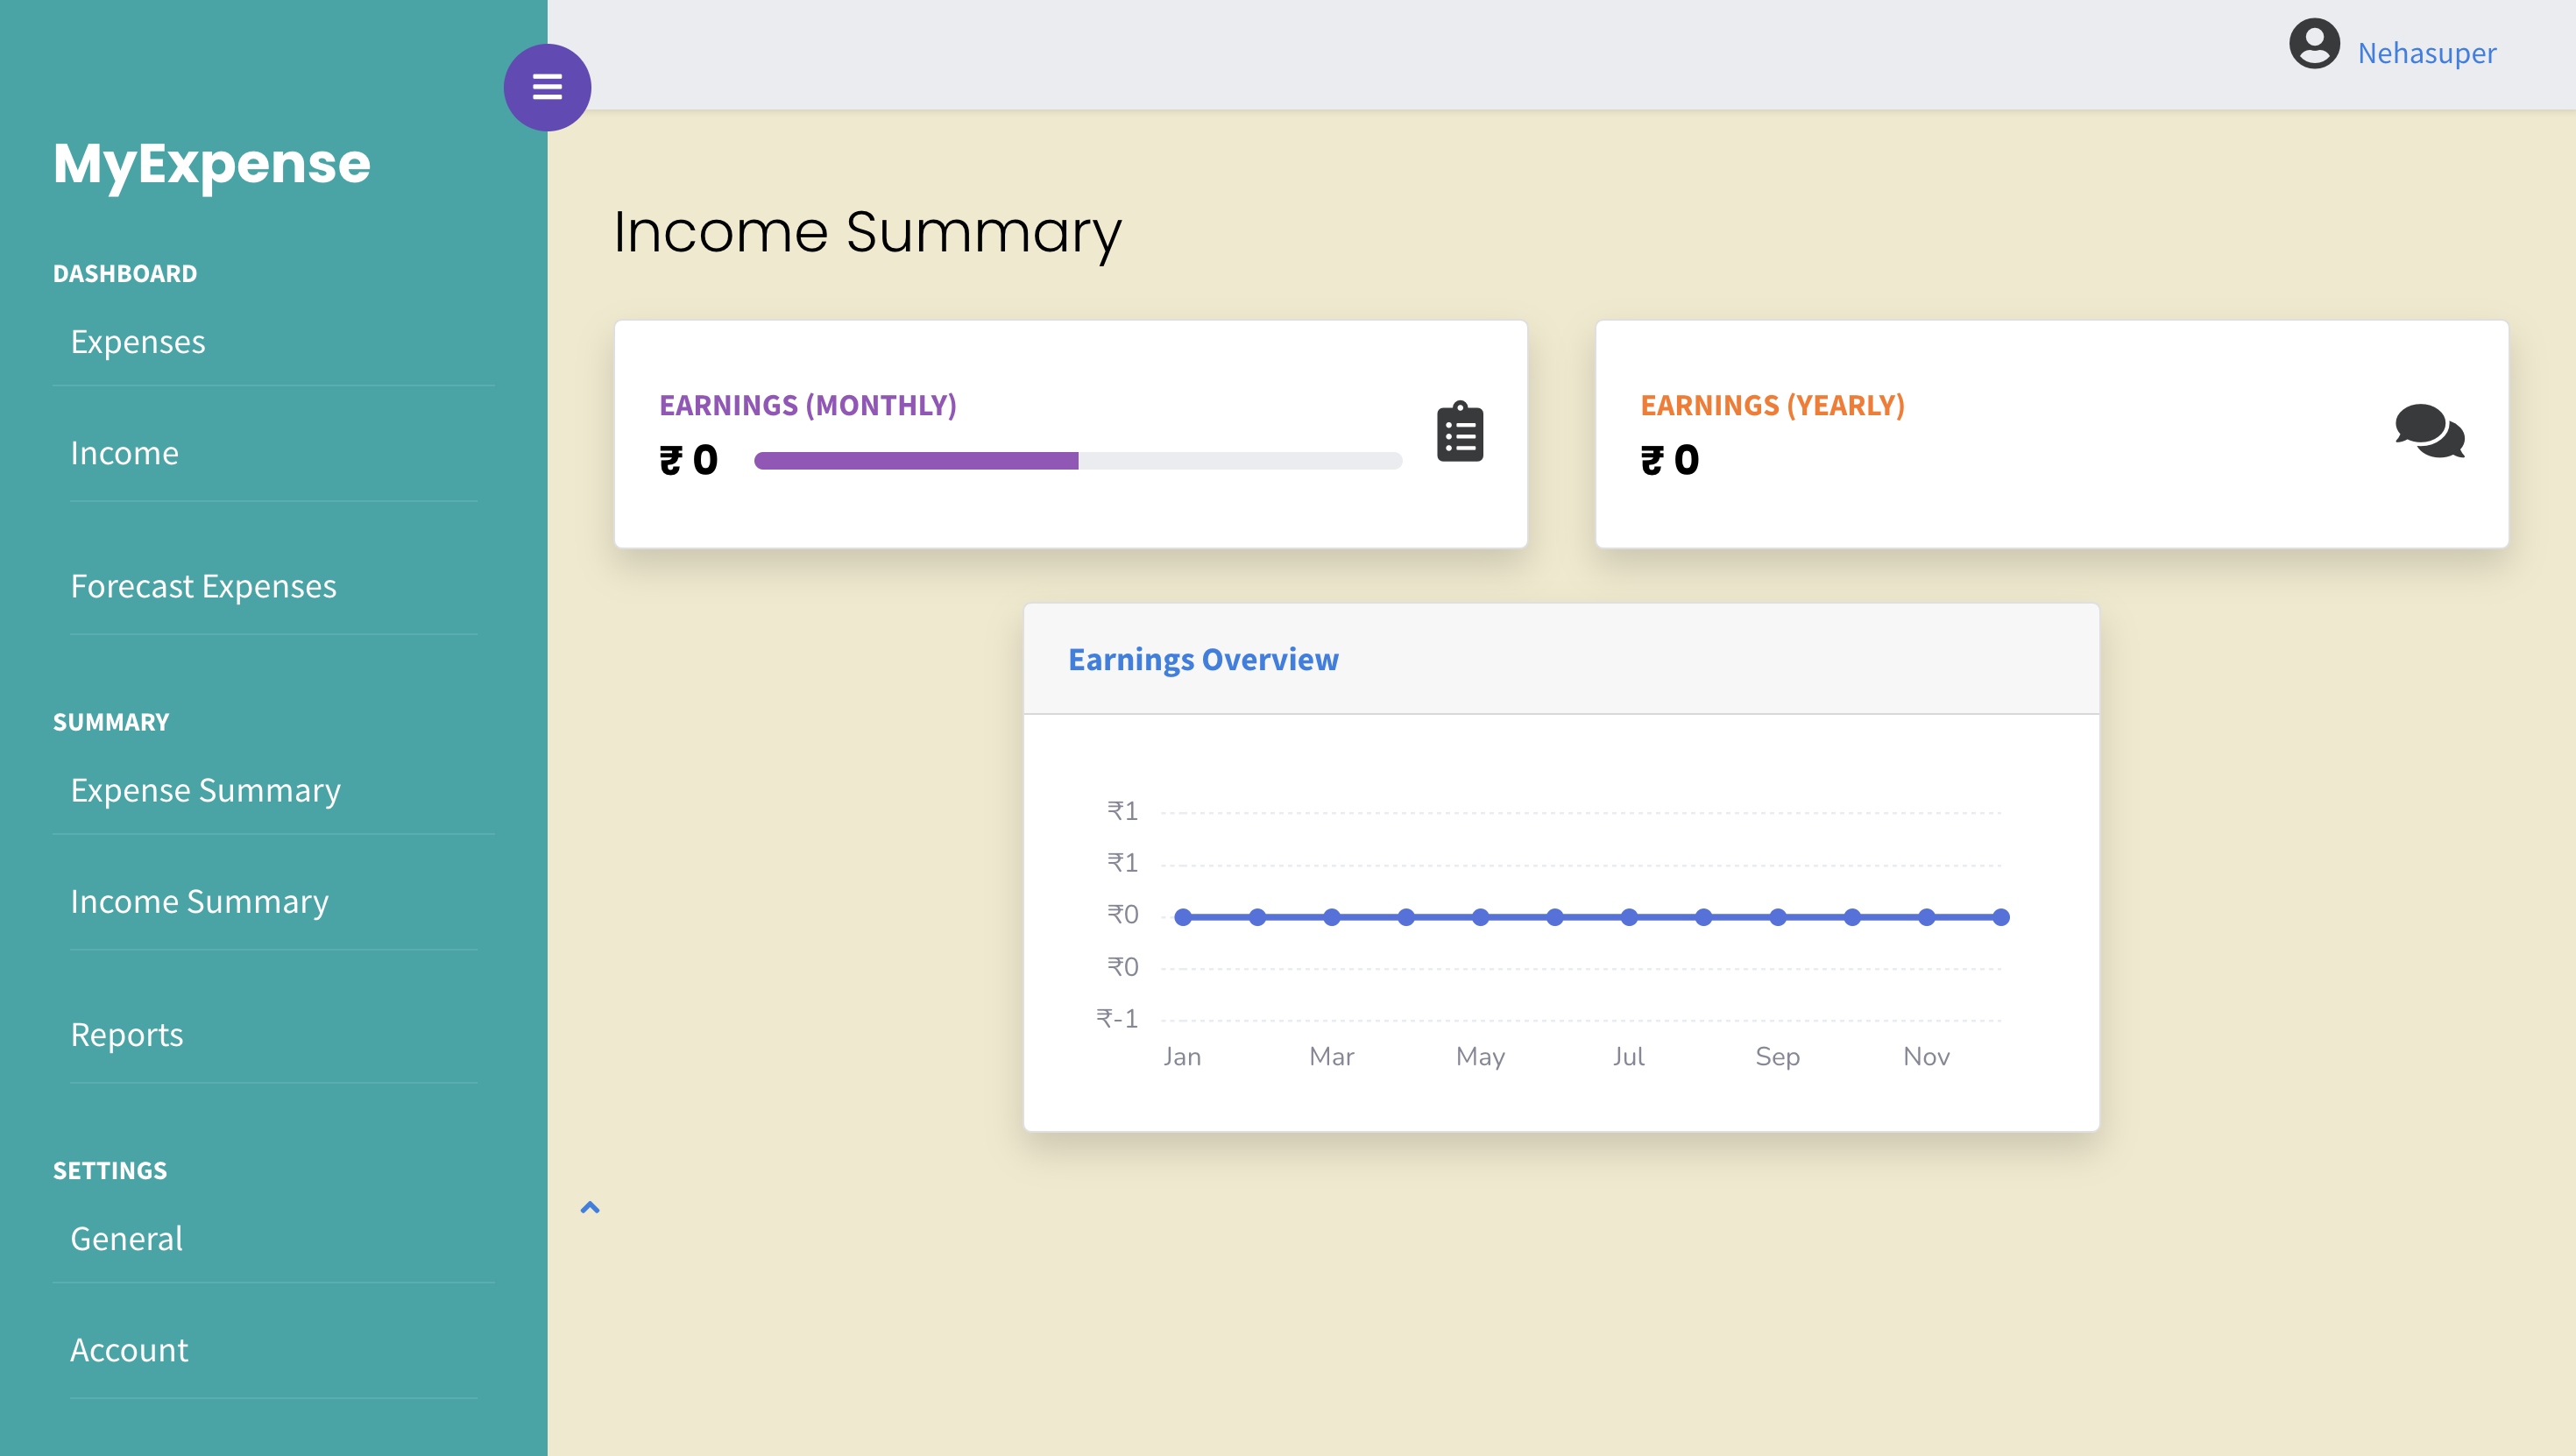 Nehasuper
MyExpense
DASHBOARD
Expenses
Income
Forecast Expenses
SUMMARY
Expense Summary
Income Summary
Reports
SETTINGS
General
Account
Income Summary
EARNINGS (MONTHLY)
₹ 0
EARNINGS (YEARLY)
₹ 0
Earnings Overview
₹1
₹1
₹0
₹0
₹-1
Jan Mar May Jul Sep Nov